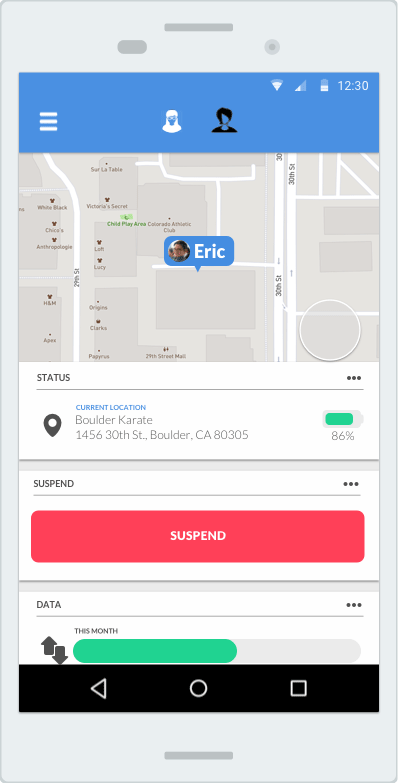 12:30
Sur La Table
30th St
30th St
White Black
Victoria's Secret
Chico's
Child Play Area
Colorado Athletic
Club
Anthropologie
Loft
Lucy
Eric
29th St
30th St
H&M
Origins
Clarks
Apex
Papyrus
29th Street Mall
STATUS
CURRENT LOCATION
Boulder Karate
1456 30th St., Boulder, CA 80305
86%
SUSPEND
SUSPEND
DATA
THIS MONTH